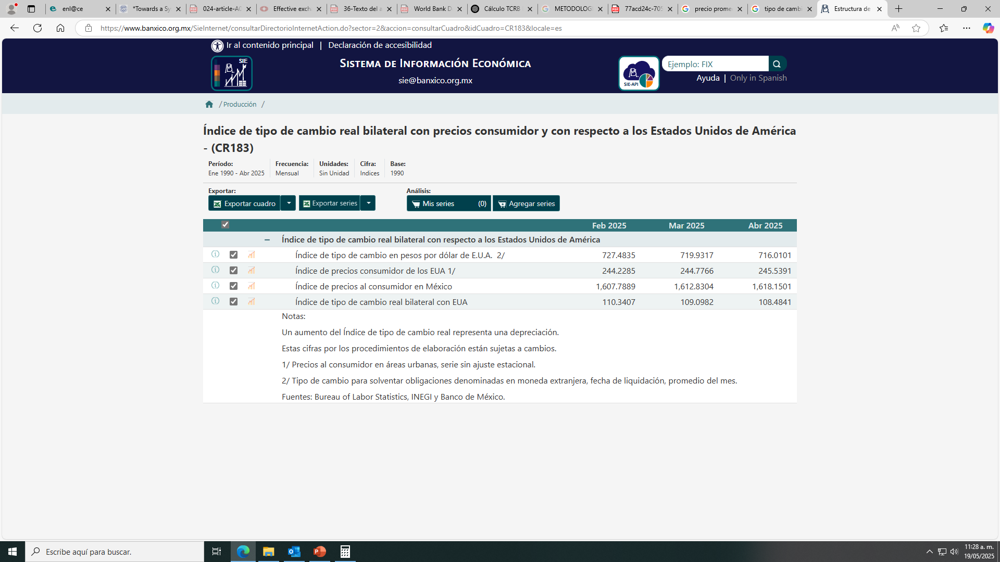 enl@ce
*Towards a Sy
024-article-AC
Effective exch
36-Texto del a
World Bank D
Cálculo TCRB
METODOLOG
77acd24c-705
precio prome
tipo de cambi
Estructura de
https://www.banxico.org.mx/SieInternet/consultarDirectorioInternetAction.do?sector=2&accion=consultarCuadro&idCuadro=CR183&locale=es
Ir al contenido principal | Declaración de accesibilidad
SIE
Sistema de Información Económica
sie@banxico.org.mx
SIE-API
Ejemplo: FIX
Ayuda | Only in Spanish
/ Producción /
Índice de tipo de cambio real bilateral con precios consumidor y con respecto a los Estados Unidos de América
- (CR183)
Período: Frecuencia: Unidades: Cifra: Base:
Ene 1990 - Abr 2025 Mensual Sin Unidad Indices 1990
Exportar: Análisis:
Exportar cuadro Exportar series Mis series (0) Agregar series
Feb 2025 Mar 2025 Abr 2025
− Índice de tipo de cambio real bilateral con respecto a los Estados Unidos de América
Índice de tipo de cambio en pesos por dólar de E.U.A. 2/ 727.4835 719.9317 716.0101
Índice de precios consumidor de los EUA 1/ 244.2285 244.7766 245.5391
Índice de precios al consumidor en México 1,607.7889 1,612.8304 1,618.1501
Índice de tipo de cambio real bilateral con EUA 110.3407 109.0982 108.4841
Notas:
Un aumento del Índice de tipo de cambio real representa una depreciación.
Estas cifras por los procedimientos de elaboración están sujetas a cambios.
1/ Precios al consumidor en áreas urbanas, serie sin ajuste estacional.
2/ Tipo de cambio para solventar obligaciones denominadas en moneda extranjera, fecha de liquidación, promedio del mes.
Fuentes: Bureau of Labor Statistics, INEGI y Banco de México.
Escribe aquí para buscar.
11:28 a. m.
19/05/2025